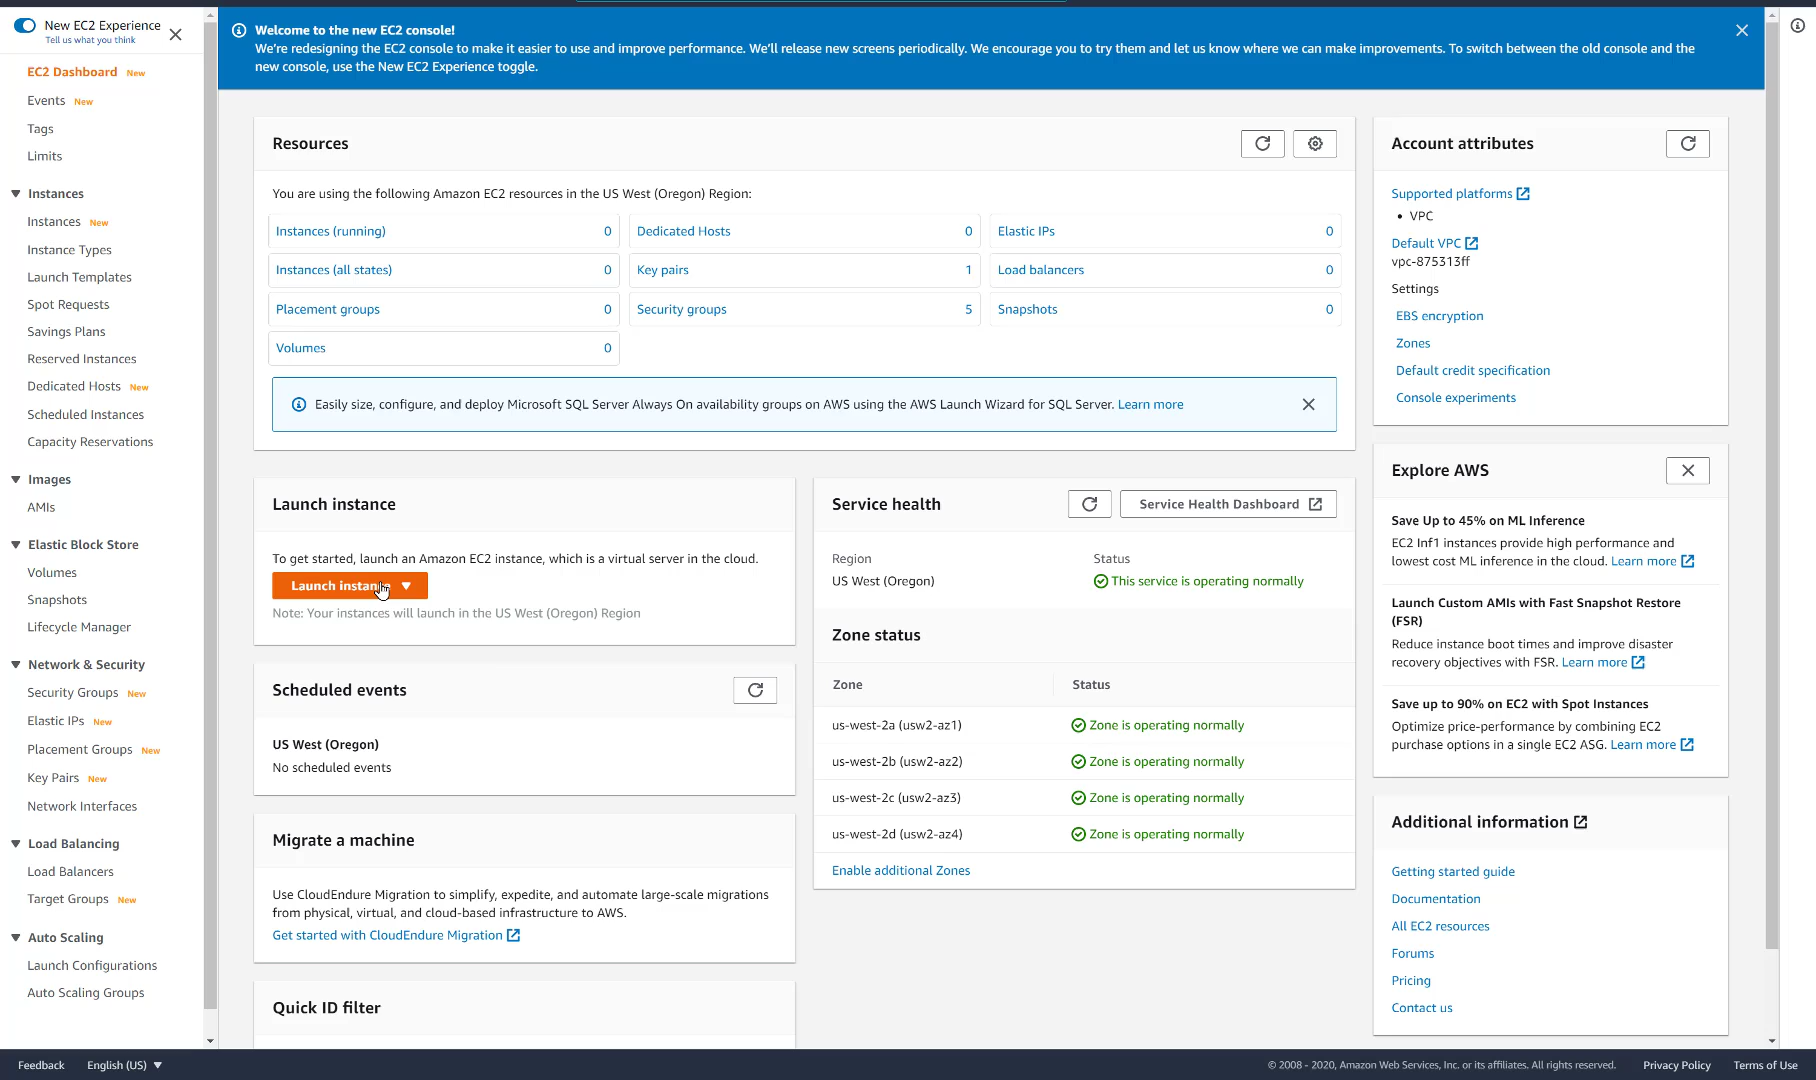 New EC2 Experience
Tell us what you think
EC2 Dashboard New
Events New
Tags
Limits
Instances
Instances New
Instance Types
Launch Templates
Spot Requests
Savings Plans
Reserved Instances
Dedicated Hosts New
Scheduled Instances
Capacity Reservations
Images
AMIs
Elastic Block Store
Volumes
Snapshots
Lifecycle Manager
Network & Security
Security Groups New
Elastic IPs New
Placement Groups New
Key Pairs New
Network Interfaces
Load Balancing
Load Balancers
Target Groups New
Auto Scaling
Launch Configurations
Auto Scaling Groups
Welcome to the new EC2 console!
We're redesigning the EC2 console to make it easier to use and improve performance. We'll release new screens periodically. We encourage you to try them and let us know where we can make improvements. To switch between the old console and the
new console, use the New EC2 Experience toggle.
Resources
You are using the following Amazon EC2 resources in the US West (Oregon) Region:
Instances (running) 0
Dedicated Hosts 0
Elastic IPs 0
Instances (all states) 0
Key pairs 1
Load balancers 0
Placement groups 0
Security groups 5
Snapshots 0
Volumes 0
Easily size, configure, and deploy Microsoft SQL Server Always On availability groups on AWS using the AWS Launch Wizard for SQL Server. Learn more
Launch instance
To get started, launch an Amazon EC2 instance, which is a virtual server in the cloud.
Launch instance
Note: Your instances will launch in the US West (Oregon) Region
Scheduled events
US West (Oregon)
No scheduled events
Migrate a machine
Use CloudEndure Migration to simplify, expedite, and automate large-scale migrations
from physical, virtual, and cloud-based infrastructure to AWS.
Get started with CloudEndure Migration
Quick ID filter
Service health
Service Health Dashboard
Region
Status
US West (Oregon)
This service is operating normally
Zone status
Zone
Status
us-west-2a (usw2-az1) Zone is operating normally
us-west-2b (usw2-az2) Zone is operating normally
us-west-2c (usw2-az3) Zone is operating normally
us-west-2d (usw2-az4) Zone is operating normally
Enable additional Zones
Account attributes
Supported platforms
• VPC
Default VPC
vpc-875313ff
Settings
EBS encryption
Zones
Default credit specification
Console experiments
Explore AWS
Save Up to 45% on ML Inference
EC2 Inf1 instances provide high performance and
lowest cost ML inference in the cloud. Learn more
Launch Custom AMIs with Fast Snapshot Restore
(FSR)
Reduce instance boot times and improve disaster
recovery objectives with FSR. Learn more
Save up to 90% on EC2 with Spot Instances
Optimize price-performance by combining EC2
purchase options in a single EC2 ASG. Learn more
Additional information
Getting started guide
Documentation
All EC2 resources
Forums
Pricing
Contact us
Feedback
English (US)
© 2008 - 2020, Amazon Web Services, Inc. or its affiliates. All rights reserved.
Privacy Policy
Terms of Use